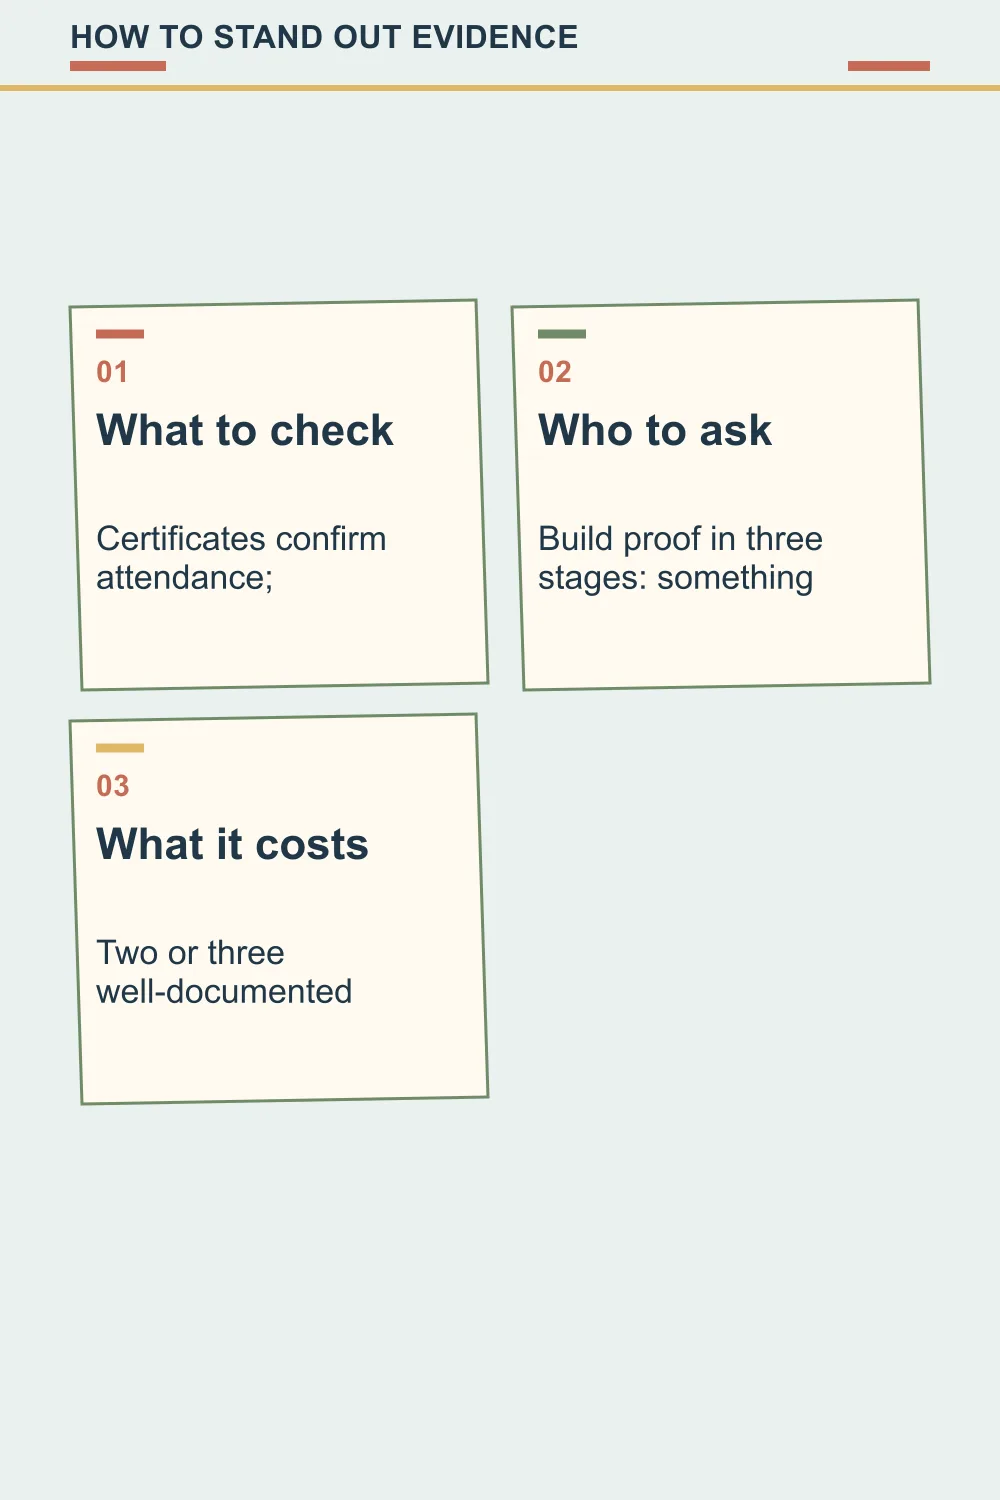 HOW TO STAND OUT EVIDENCE
01
What to check
Certificates confirm
attendance;
02
Who to ask
Build proof in three
stages: something
03
What it costs
Two or three
well-documented